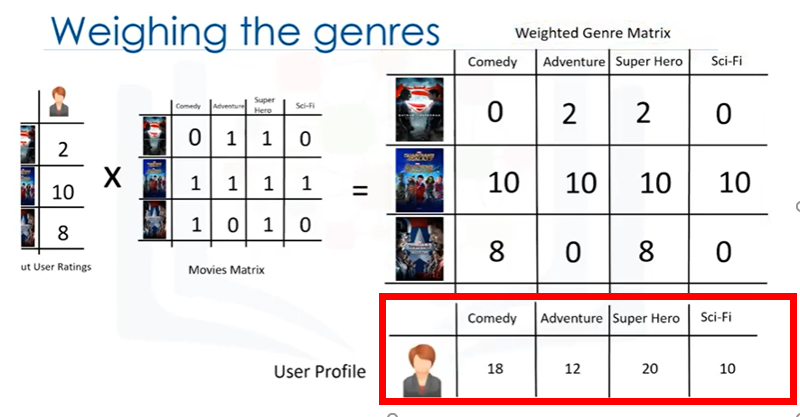 Weighing the genres
Weighted Genre Matrix
Comedy Adventure Super Hero Sci-Fi
0 2 2 0
10 10 10 10
8 0 8 0
2
10
8
ut User Ratings
X
Comedy Adventure Super Hero Sci-Fi
0 1 1 0
1 1 1 1
1 0 1 0
Movies Matrix
=
User Profile
Comedy Adventure Super Hero Sci-Fi
18 12 20 10